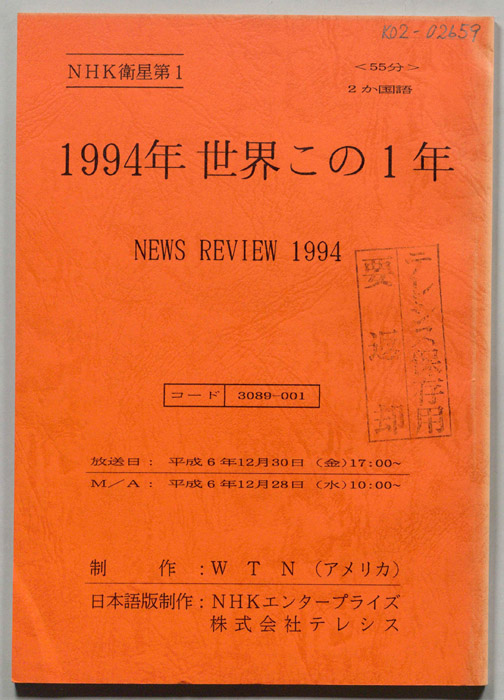 KD2-02659
NHK衛星第1
<55分>
2か国語
1994年 世界この1年
NEWS REVIEW 1994
テレシス保存用
要返却
コード 3089-001
放送日: 平成6年12月30日(金)17:00~
M/A: 平成6年12月28日(水)10:00~
制 作:WTN(アメリカ)
日本語版制作:NHKエンタープライズ
株式会社テレシス